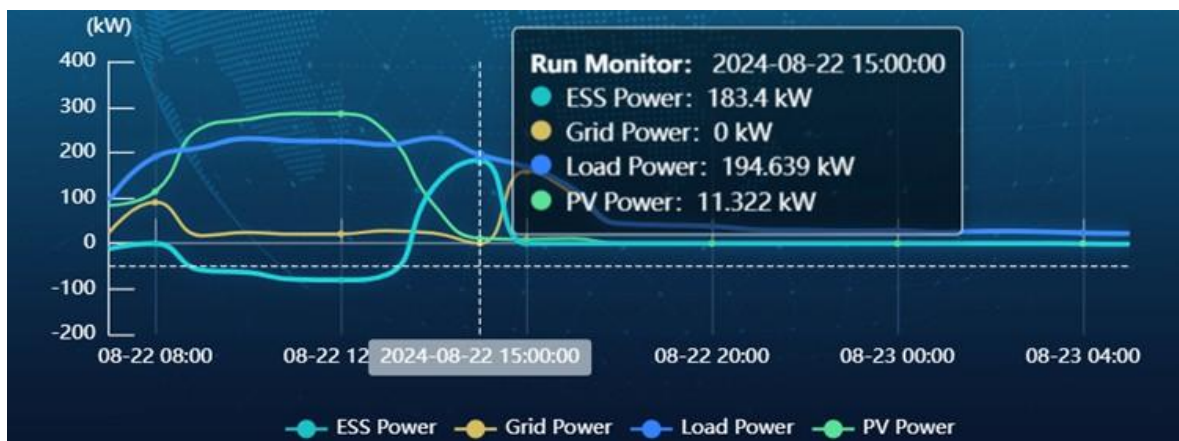 (kW)
400
300
200
100
0
-100
-200
Run Monitor: 2024-08-22 15:00:00
ESS Power: 183.4 kW
Grid Power: 0 kW
Load Power: 194.639 kW
PV Power: 11.322 kW
08-22 08:00 08-22 12 2024-08-22 15:00:00 08-22 20:00 08-23 00:00 08-23 04:00
ESS Power Grid Power Load Power PV Power